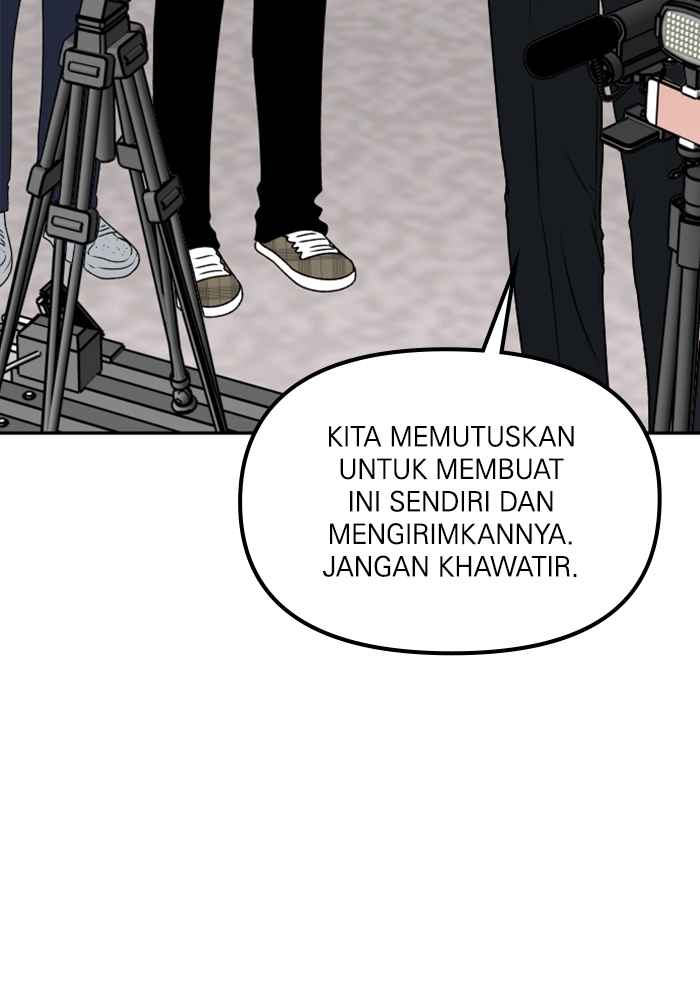 KITA MEMUTUSKAN
UNTUK MEMBUAT
INI SENDIRI DAN
MENGIRIMKANNYA.
JANGAN KHAWATIR.